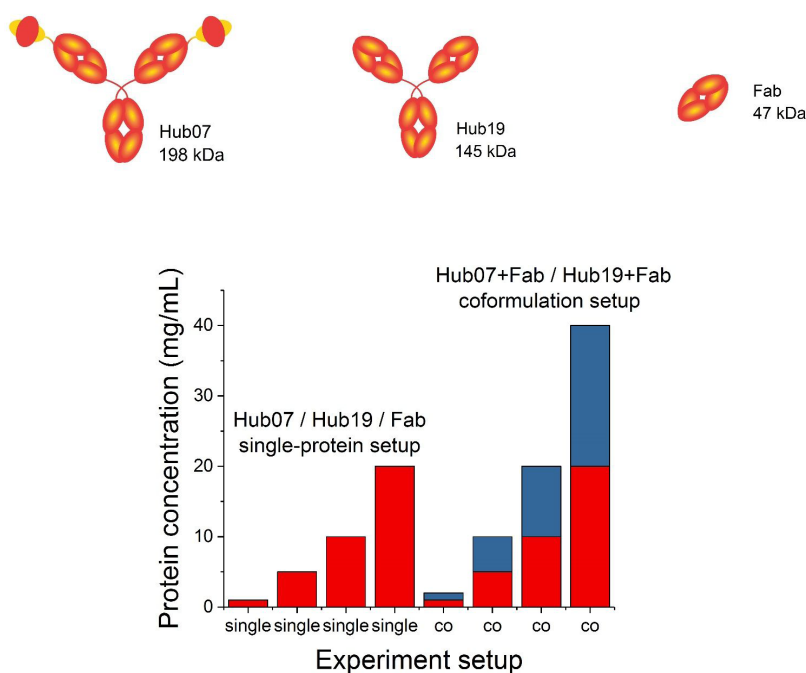 Hub07
198 kDa
Hub19
145 kDa
Fab
47 kDa
Hub07+Fab / Hub19+Fab
coformulation setup
Hub07 / Hub19 / Fab
single-protein setup
Protein concentration (mg/mL)
40
30
20
10
0
single single single single co co co co
Experiment setup